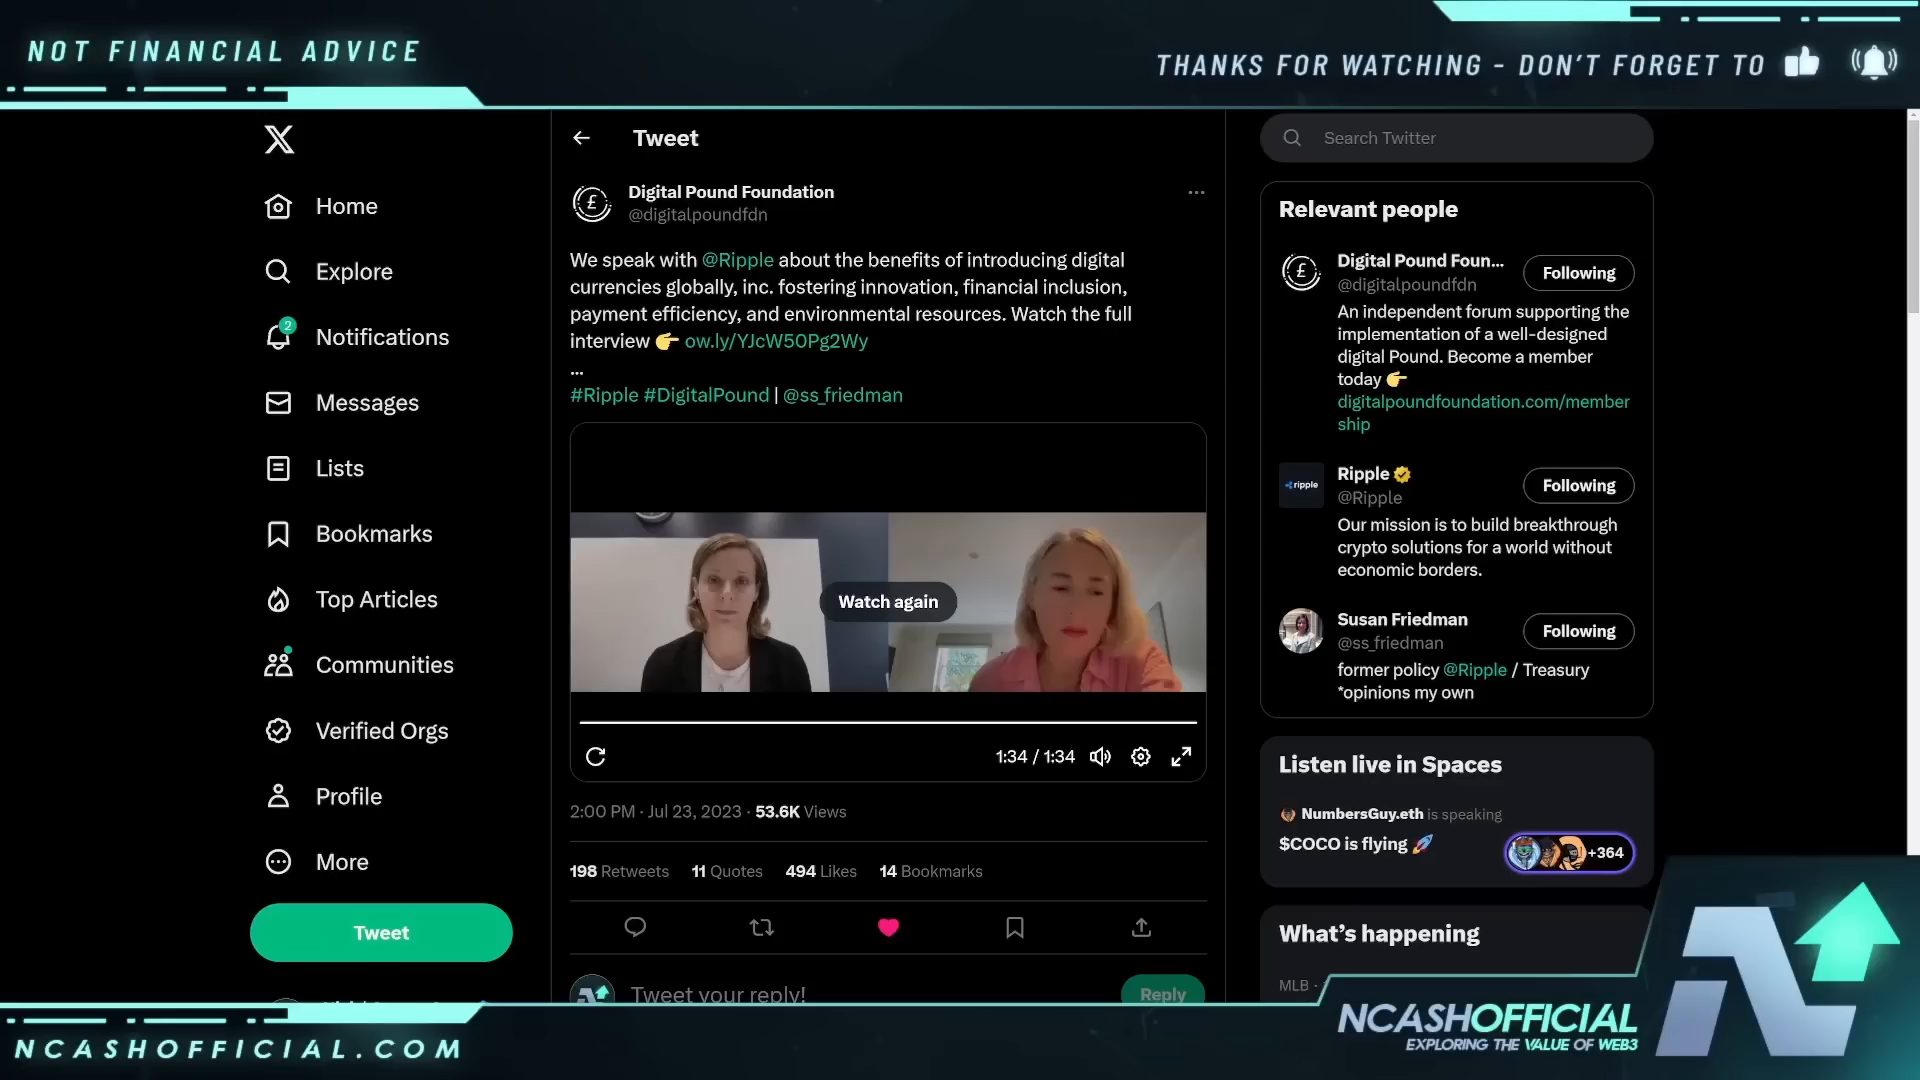 NOT FINANCIAL ADVICE
THANKS FOR WATCHING - DON'T FORGET TO
X
Home
Explore
2
Notifications
Messages
Lists
Bookmarks
Top Articles
Communities
Verified Orgs
Profile
More
Tweet
Tweet
Digital Pound Foundation
@digitalpoundfdn
We speak with @Ripple about the benefits of introducing digital
currencies globally, inc. fostering innovation, financial inclusion,
payment efficiency, and environmental resources. Watch the full
interview 👉 ow.ly/YJcW50Pg2Wy
...
#Ripple #DigitalPound | @ss_friedman
Watch again
1:34 / 1:34
2:00 PM · Jul 23, 2023 · 53.6K Views
198 Retweets 11 Quotes 494 Likes 14 Bookmarks
Tweet your reply!
Reply
Search Twitter
Relevant people
Digital Pound Foun...
@digitalpoundfdn
Following
An independent forum supporting the
implementation of a well-designed
digital Pound. Become a member
today 👉
digitalpoundfoundation.com/member
ship
ripple
Ripple
@Ripple
Following
Our mission is to build breakthrough
crypto solutions for a world without
economic borders.
Susan Friedman
@ss_friedman
Following
former policy @Ripple / Treasury
*opinions my own
Listen live in Spaces
NumbersGuy.eth is speaking
$COCO is flying 🚀
+364
What's happening
MLB ·
NCASHOFFICIAL.COM
NCASHOFFICIAL
EXPLORING THE VALUE OF WEB3